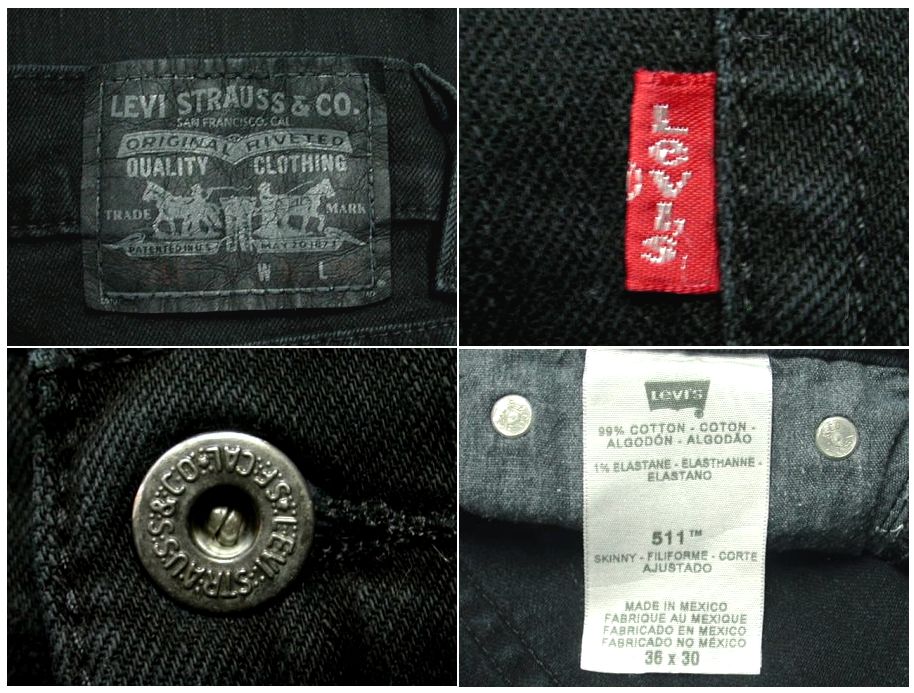 LEVI STRAUSS & CO.
SAN FRANCISCO, CAL
ORIGINAL RIVETED
QUALITY CLOTHING
TRADE MARK
PATENTED IN U.S. MAY 20 1873
W L
LEVI'S
LEVI STRAUSS & CO. S.F. CAL.
LEVI'S
®
99% COTTON - COTON -
ALGODÓN - ALGODÃO
1% ELASTANE - ELASTHANNE -
ELASTANO
511™
SKINNY - FILIFORME - CORTE
AJUSTADO
MADE IN MEXICO
FABRIQUE AU MEXIQUE
FABRICADO EN MEXICO
FABRICADO NO MÉXICO
36 x 30